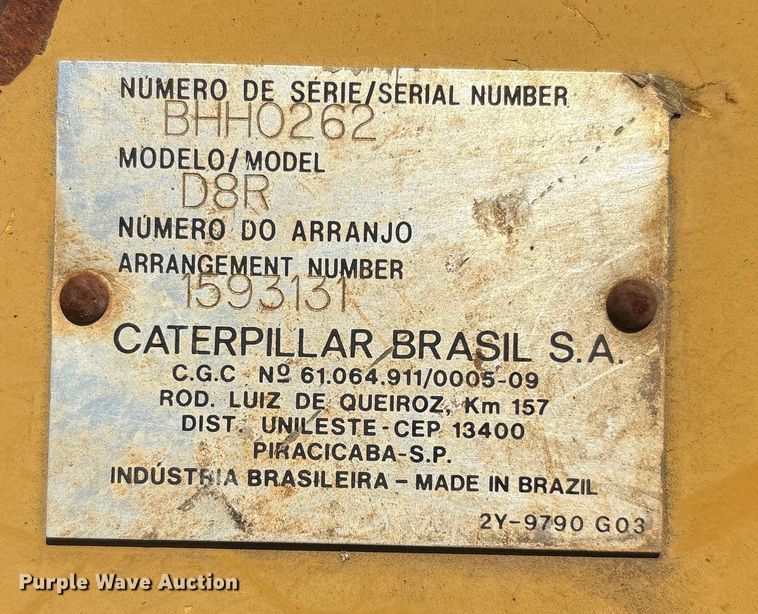 NÚMERO DE SÉRIE/SERIAL NUMBER
BHH0262
MODELO/MODEL
D8R
NÚMERO DO ARRANJO
ARRANGEMENT NUMBER
1593131
CATERPILLAR BRASIL S.A.
C.G.C Nº 61.064.911/0005-09
ROD. LUIZ DE QUEIROZ, Km 157
DIST. UNILESTE-CEP 13400
PIRACICABA-S.P.
INDÚSTRIA BRASILEIRA - MADE IN BRAZIL
2Y-9790 G03
Purple Wave Auction